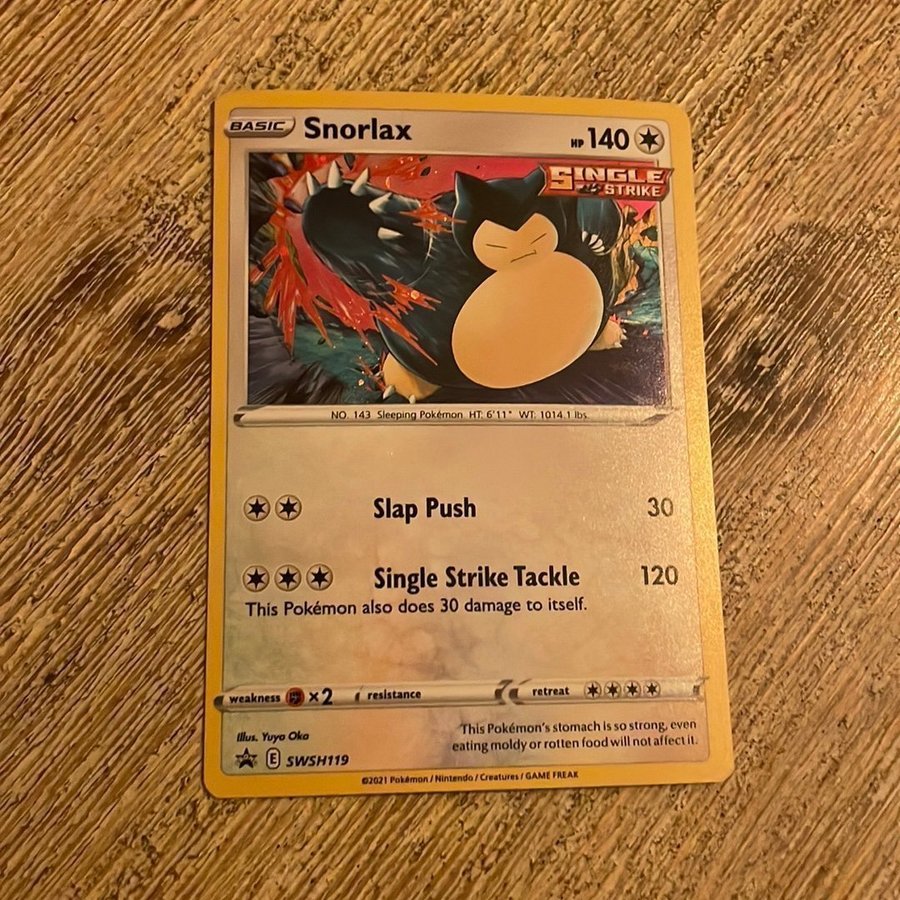 BASIC Snorlax HP 140
SINGLE
STRIKE
NO. 143 Sleeping Pokémon HT: 6'11" WT: 1014.1 lbs.
Slap Push 30
Single Strike Tackle 120
This Pokémon also does 30 damage to itself.
weakness ×2 resistance retreat
Illus. Yuya Oka
This Pokémon's stomach is so strong, even
eating moldy or rotten food will not affect it.
E SWSH119
©2021 Pokémon / Nintendo / Creatures / GAME FREAK